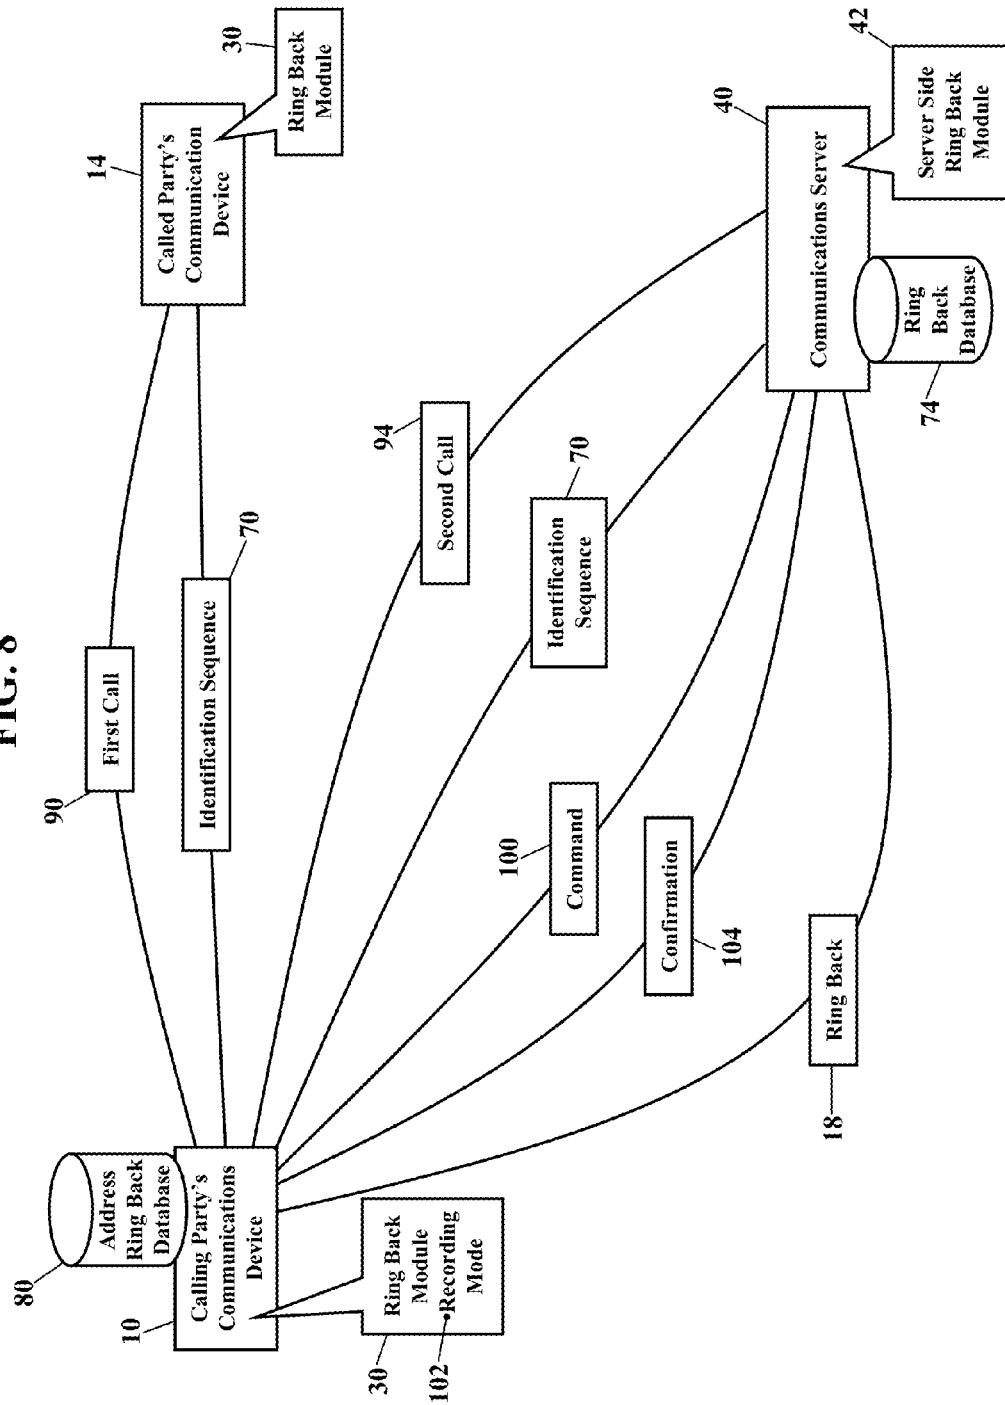 FIG. 8
80
Address
Ring Back
Database
10
Calling Party's
Communications
Device
30
Ring Back
Module
•Recording
Mode
102
90
First Call
Identification Sequence
70
14
Called Party's
Communication
Device
30
Ring Back
Module
94
Second Call
70
Identification
Sequence
100
Command
Confirmation
104
Ring Back
18
40
Communications Server
Ring
Back
Database
74
42
Server Side
Ring Back
Module